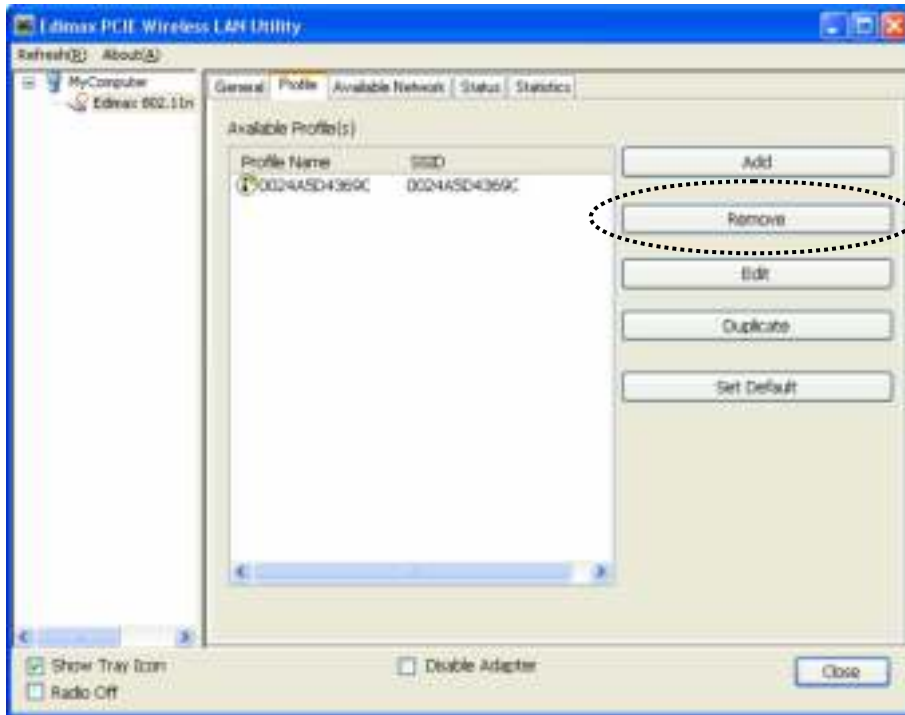 Edimax PCIE Wireless LAN Utility
Refresh(R) About(A)
MyComputer
Edimax 802.11n
General Profile Available Network Status Statistics
Available Profile(s)
Profile Name SSID
0024A5D4369C 0024A5D4369C
Add
Remove
Edit
Duplicate
Set Default
Show Tray Icon
Radio Off
Disable Adapter
Close